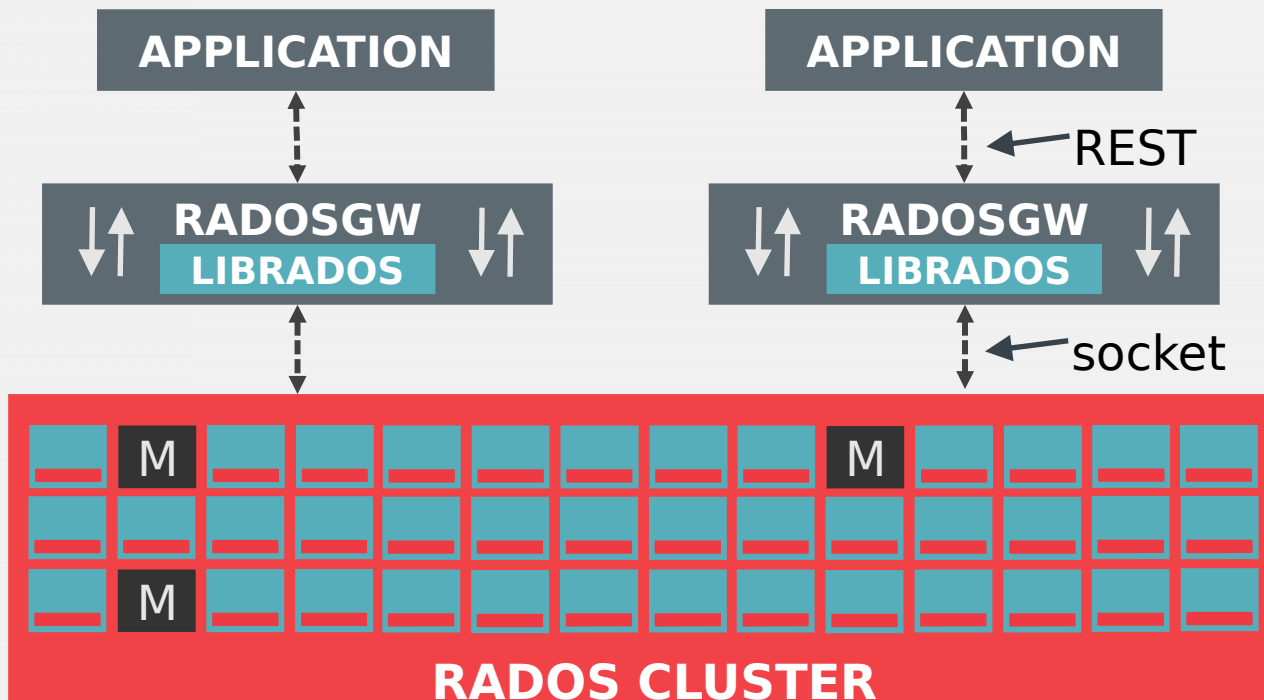 APPLICATION
APPLICATION
REST
RADOSGW
LIBRADOS
RADOSGW
LIBRADOS
socket
M
M
M
RADOS CLUSTER